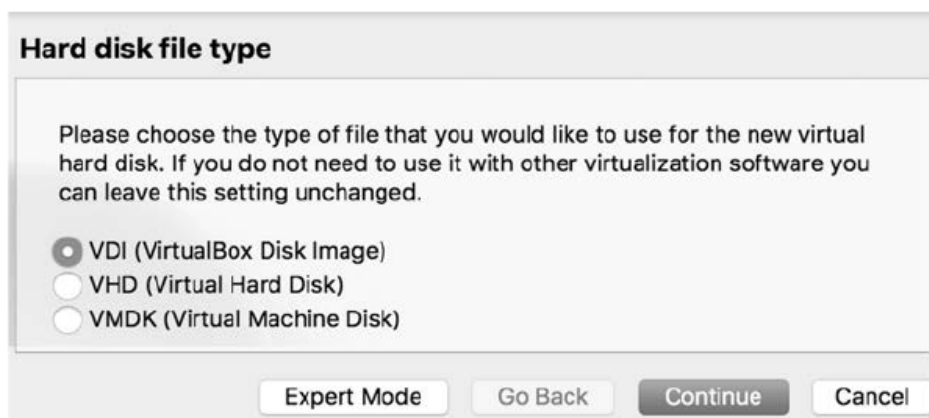 Hard disk file type
Please choose the type of file that you would like to use for the new virtual
hard disk. If you do not need to use it with other virtualization software you
can leave this setting unchanged.
VDI (VirtualBox Disk Image)
VHD (Virtual Hard Disk)
VMDK (Virtual Machine Disk)
Expert Mode Go Back Continue Cancel